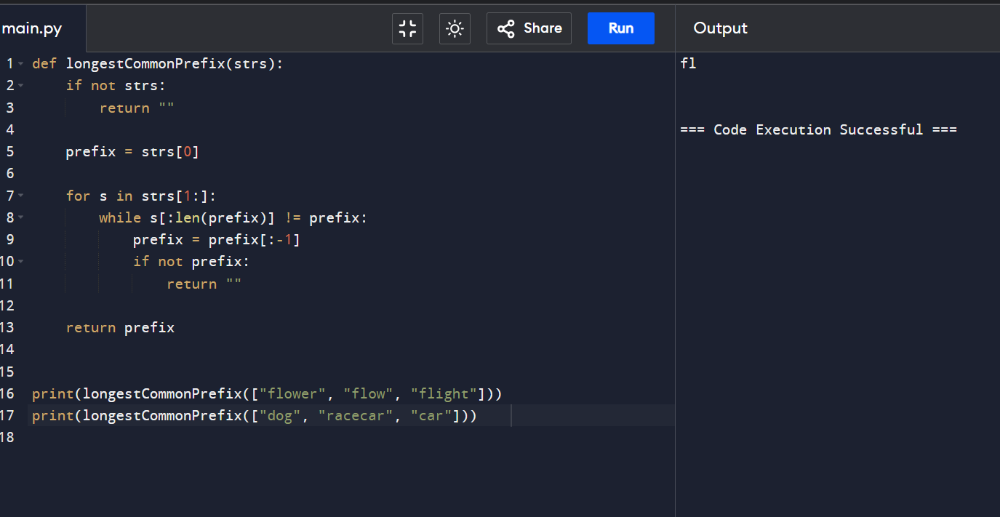 main.py
Share
Run
Output
1 def longestCommonPrefix(strs):
2     if not strs:
3         return ""
4
5     prefix = strs[0]
6
7     for s in strs[1:]:
8         while s[:len(prefix)] != prefix:
9             prefix = prefix[:-1]
10             if not prefix:
11                 return ""
12
13     return prefix
14
15
16 print(longestCommonPrefix(["flower", "flow", "flight"]))
17 print(longestCommonPrefix(["dog", "racecar", "car"]))
18
fl
=== Code Execution Successful ===